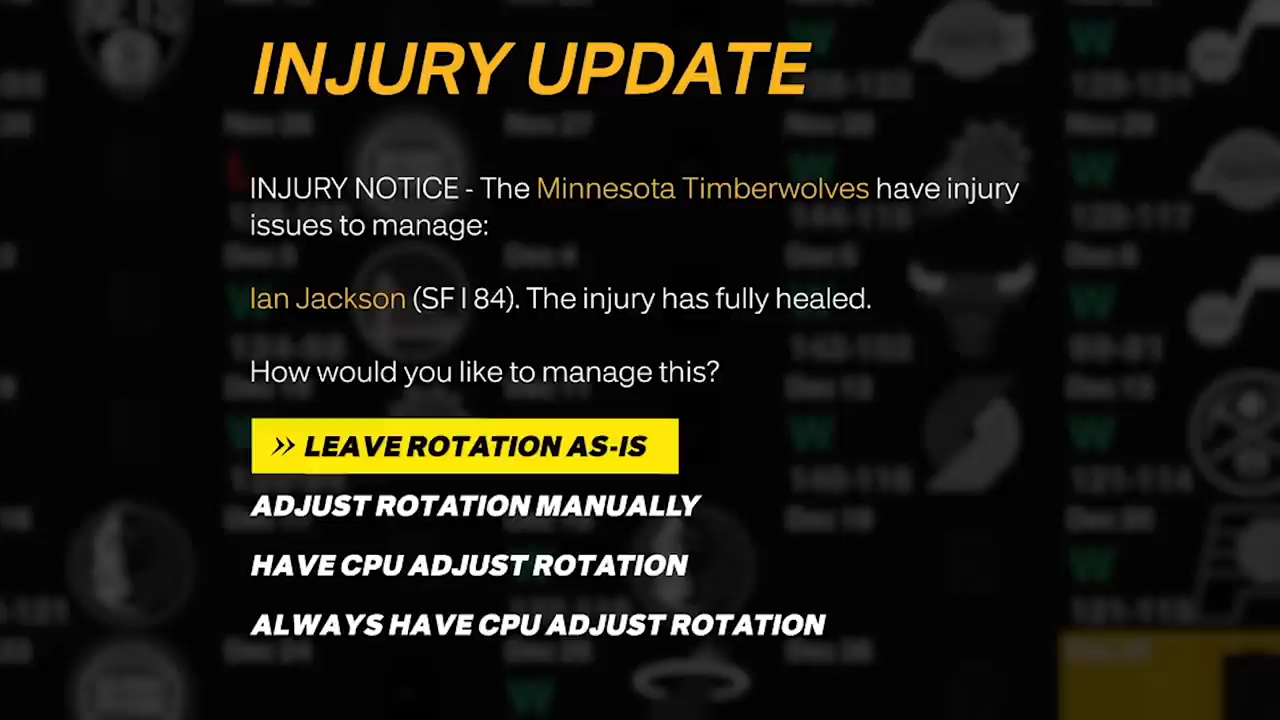 INJURY UPDATE
INJURY NOTICE - The Minnesota Timberwolves have injury
issues to manage:
Ian Jackson (SF | 84). The injury has fully healed.
How would you like to manage this?
LEAVE ROTATION AS-IS
ADJUST ROTATION MANUALLY
HAVE CPU ADJUST ROTATION
ALWAYS HAVE CPU ADJUST ROTATION